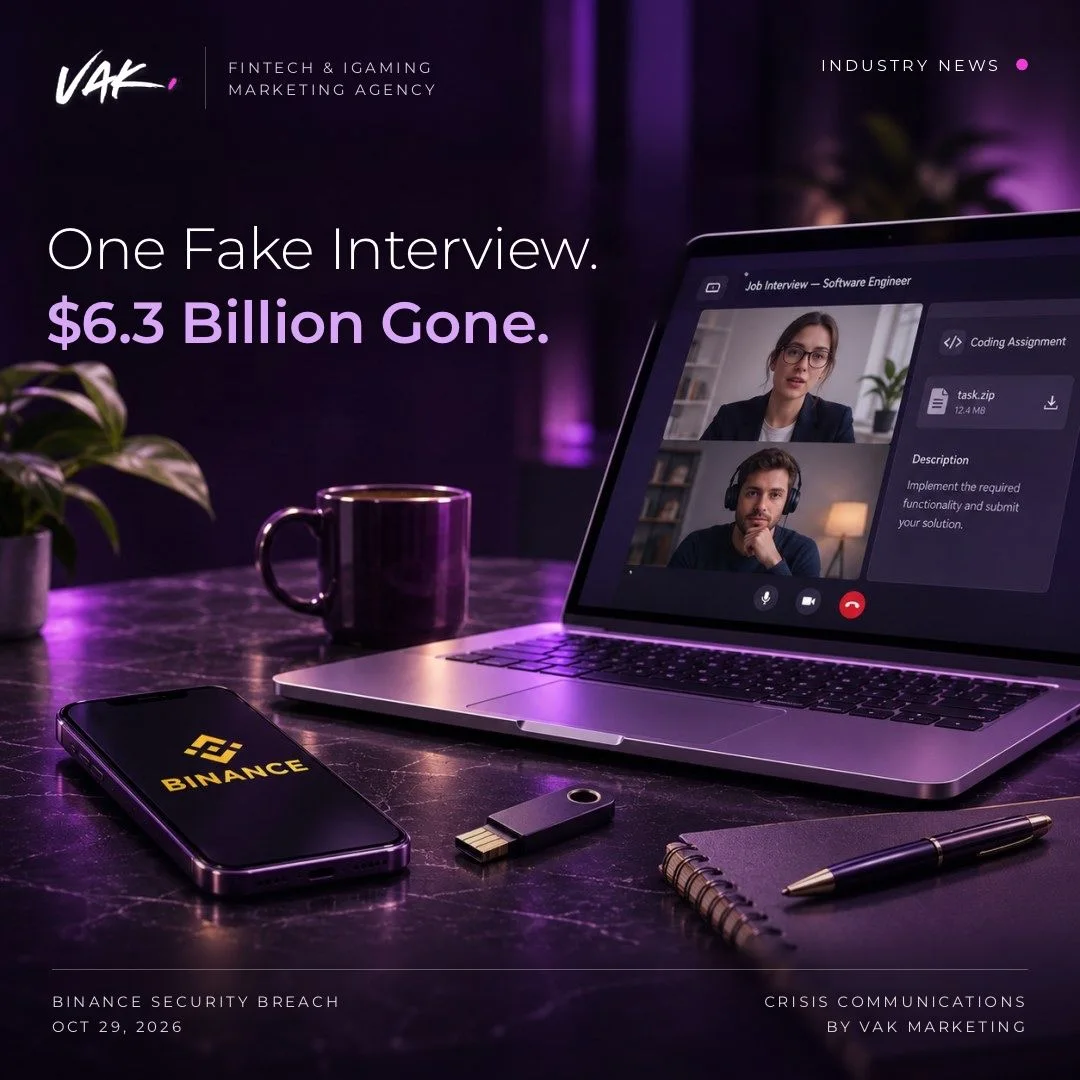 VAK.
FINTECH & IGAMING
MARKETING AGENCY
INDUSTRY NEWS
One Fake Interview.
$6.3 Billion Gone.
Job Interview — Software Engineer
</> Coding Assignment
task.zip
12.4 MB
Description
Implement the required
functionality and submit
your solution.
BINANCE
BINANCE SECURITY BREACH
OCT 29, 2026
CRISIS COMMUNICATIONS
BY VAK MARKETING